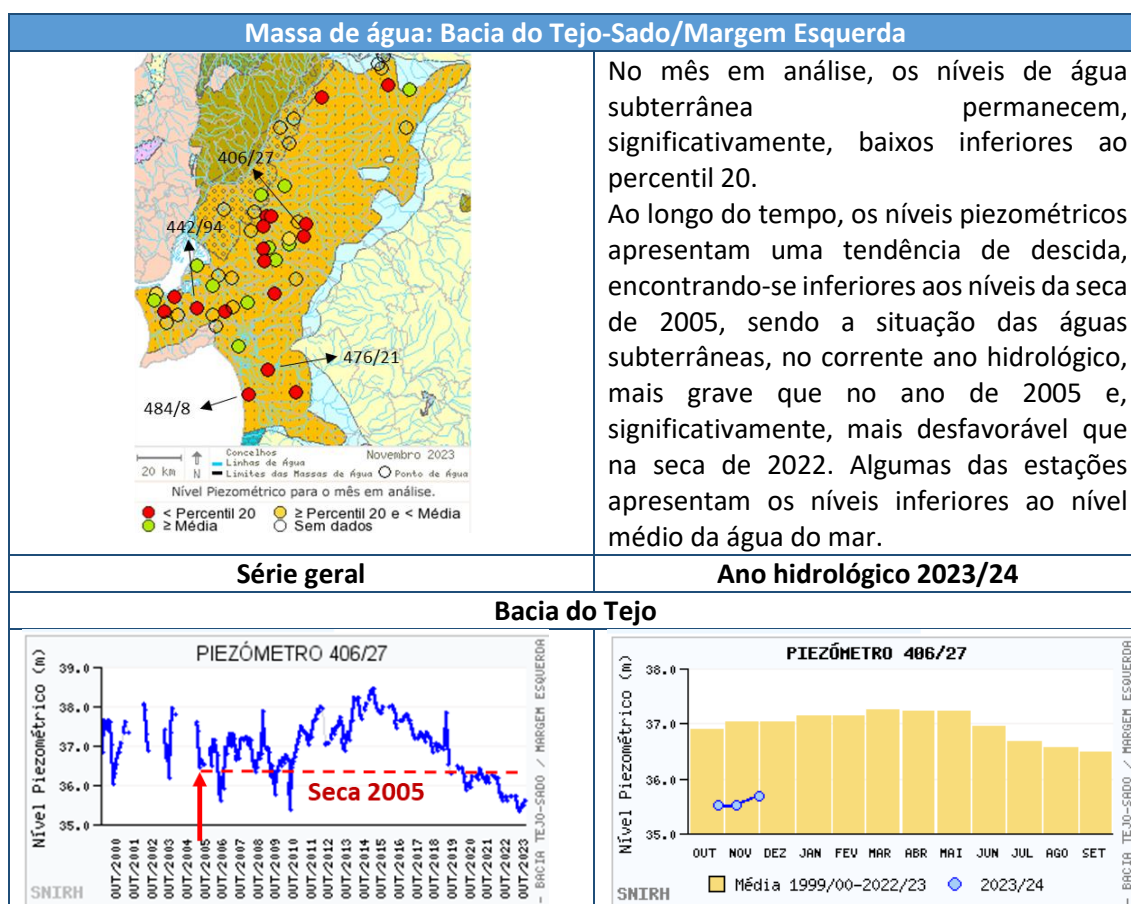 Massa de água: Bacia do Tejo-Sado/Margem Esquerda
406/27
442/94
476/21
484/8
20 km
N
Concelhos
Linhas de Água
Limites das Massas de Água
Ponto de Água
Novembro 2023
Nível Piezométrico para o mês em análise.
< Percentil 20
≥ Percentil 20 e < Média
≥ Média
Sem dados
No mês em análise, os níveis de água
subterrânea permanecem,
significativamente, baixos inferiores ao
percentil 20.
Ao longo do tempo, os níveis piezométricos
apresentam uma tendência de descida,
encontrando-se inferiores aos níveis da seca
de 2005, sendo a situação das águas
subterrâneas, no corrente ano hidrológico,
mais grave que no ano de 2005 e,
significativamente, mais desfavorável que
na seca de 2022. Algumas das estações
apresentam os níveis inferiores ao nível
médio da água do mar.
Série geral
Ano hidrológico 2023/24
Bacia do Tejo
PIEZÓMETRO 406/27
Nível Piezométrico (m)
39.0
38.0
37.0
36.0
35.0
Seca 2005
OUT.2000
OUT.2001
OUT.2002
OUT.2003
OUT.2004
OUT.2005
OUT.2006
OUT.2007
OUT.2008
OUT.2009
OUT.2010
OUT.2011
OUT.2012
OUT.2013
OUT.2014
OUT.2015
OUT.2016
OUT.2017
OUT.2018
OUT.2019
OUT.2020
OUT.2021
OUT.2022
OUT.2023
SNIRH
- BACIA TEJO-SADO / MARGEM ESQUERDA
PIEZÓMETRO 406/27
Nível Piezométrico (m)
38.0
37.0
36.0
35.0
OUT NOV DEZ JAN FEV MAR ABR MAI JUN JUL AGO SET
Média 1999/00-2022/23
2023/24
SNIRH
- BACIA TEJO-SADO / MARGEM ESQUERDA